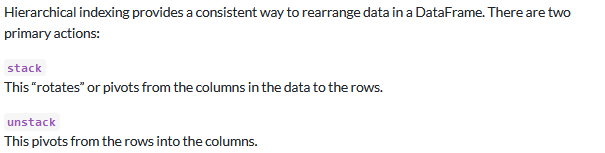 Hierarchical indexing provides a consistent way to rearrange data in a DataFrame. There are two
primary actions:
stack
This “rotates” or pivots from the columns in the data to the rows.
unstack
This pivots from the rows into the columns.